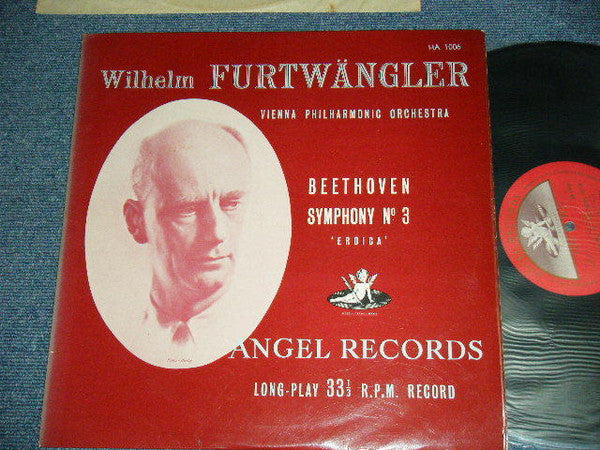 HA 1006
Wilhelm FURTWÄNGLER
VIENNA PHILHARMONIC ORCHESTRA
BEETHOVEN
SYMPHONY Nº 3
'EROICA'
ANGEL RECORDS
LONG-PLAY 33⅓ R.P.M. RECORD